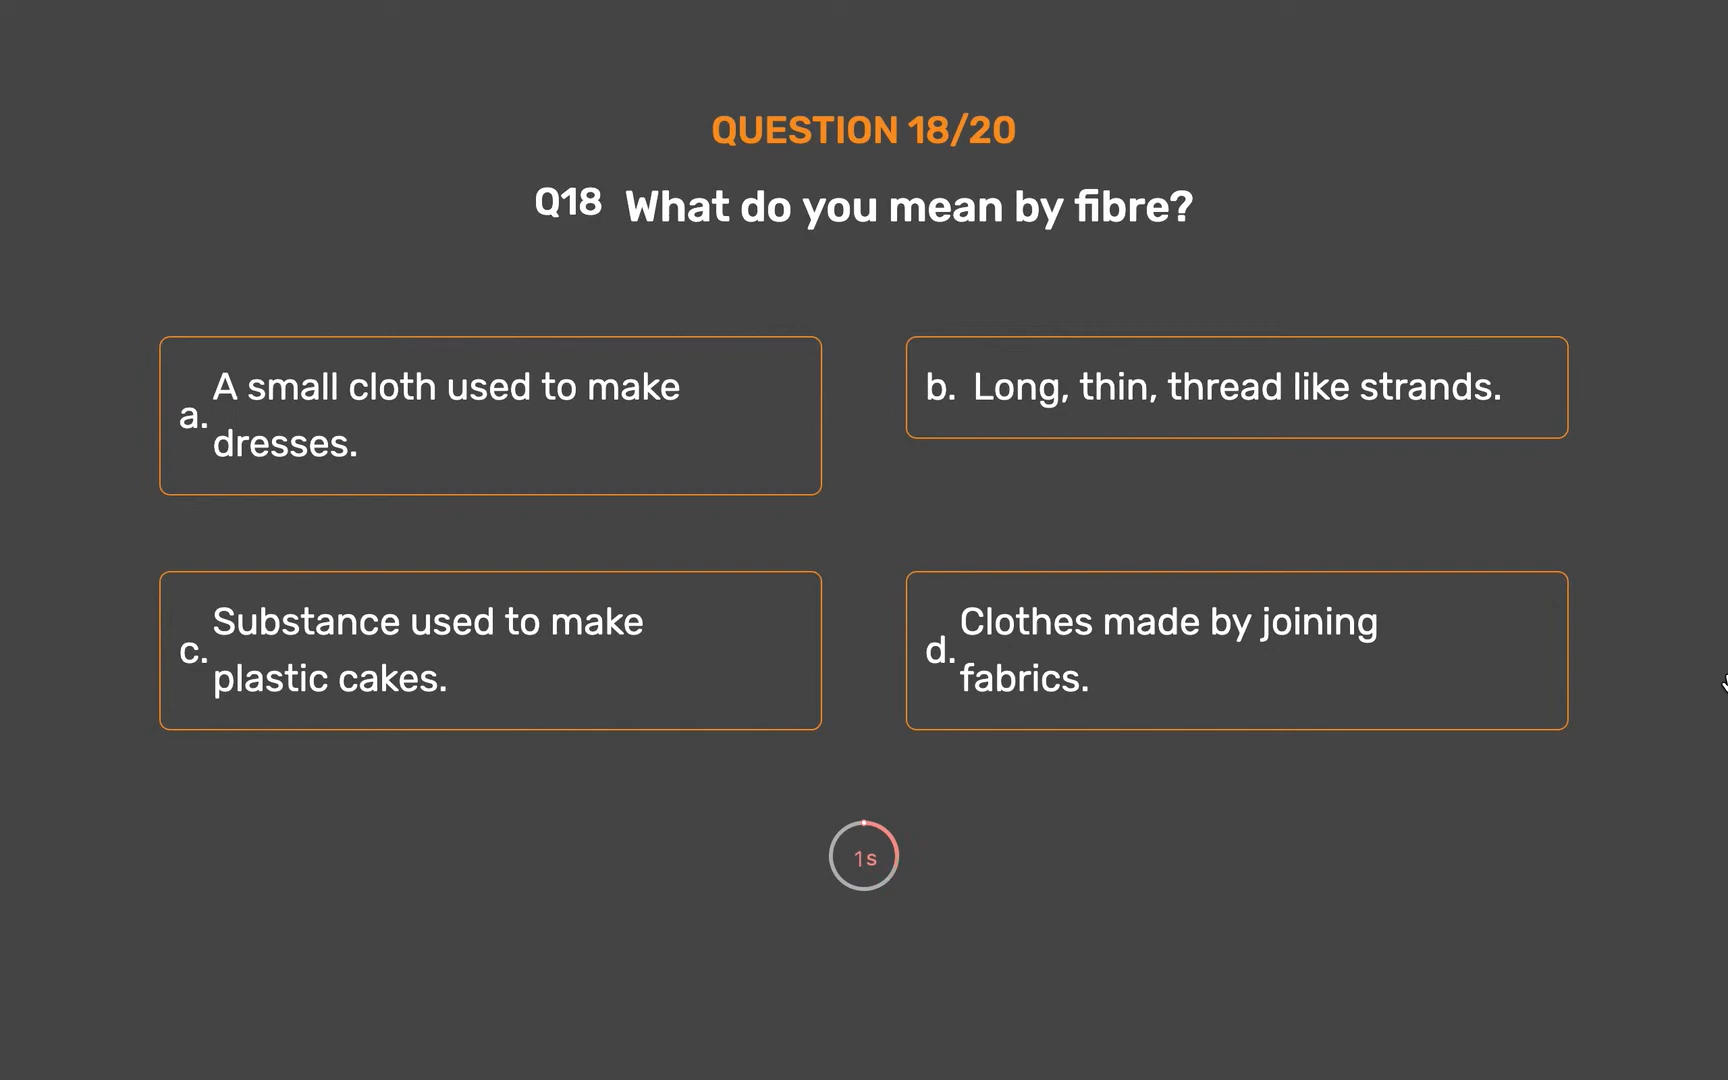 QUESTION 18/20
Q18 What do you mean by fibre?
a. A small cloth used to make
dresses.
b. Long, thin, thread like strands.
c. Substance used to make
plastic cakes.
d. Clothes made by joining
fabrics.
1s